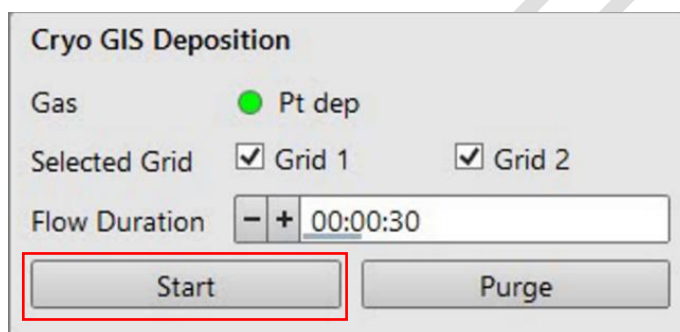 Cryo GIS Deposition
Gas Pt dep
Selected Grid Grid 1 Grid 2
Flow Duration - + 00:00:30
Start Purge